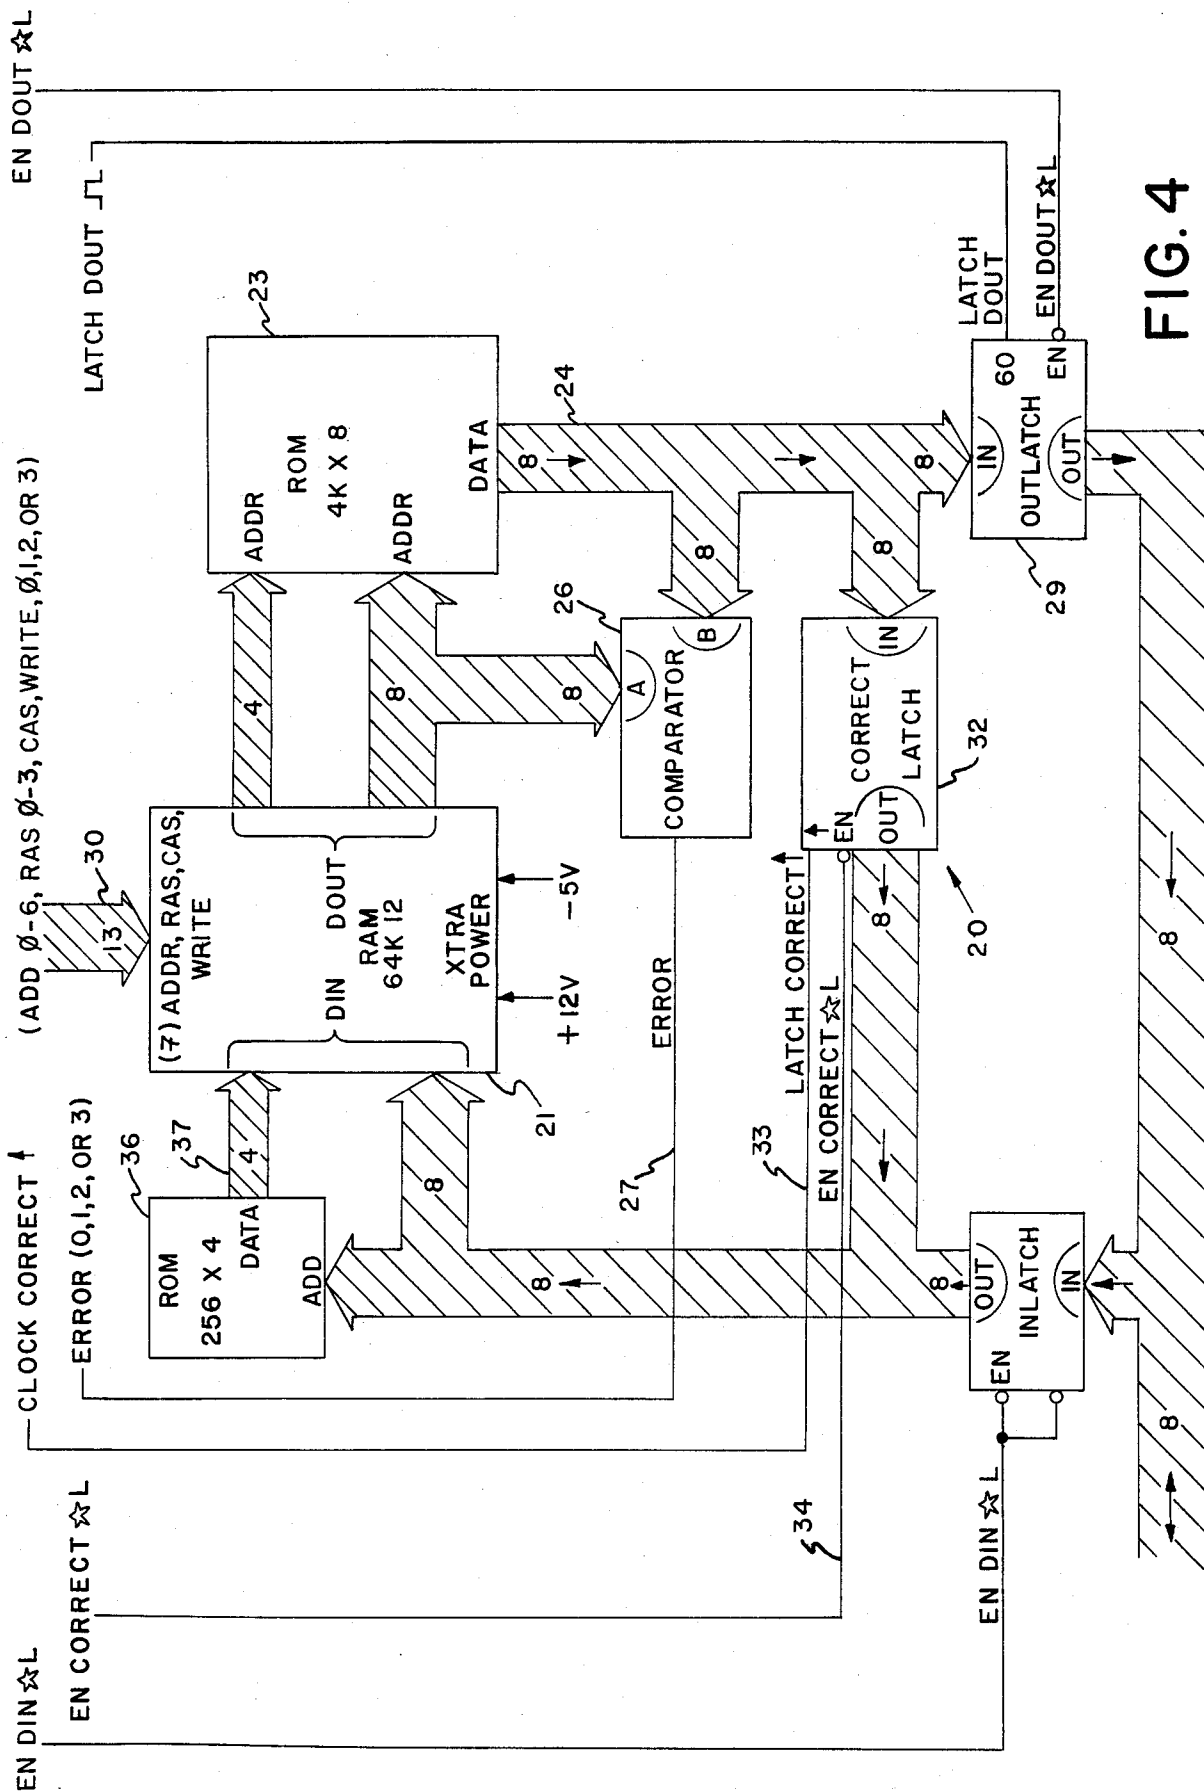 EN DIN ☆L
EN CORRECT ☆L
CLOCK CORRECT ↑
ERROR (0,1,2, OR 3)
(ADD Ø-6, RAS Ø-3, CAS, WRITE, Ø,1,2, OR 3)
LATCH DOUT
EN DOUT ☆L
36
ROM
256 X 4
DATA
ADD
37
4
8
13
30
(7) ADDR, RAS, CAS,
WRITE
DIN DOUT
RAM
64K 12
XTRA
POWER
+12V
-5V
21
4
8
8
23
ADDR
ROM
4K X 8
ADDR
DATA
8
24
8
8
8
26
A
B
COMPARATOR
ERROR
27
LATCH CORRECT ↑
EN CORRECT ☆L
33
34
EN
OUT
CORRECT
LATCH
IN
32
20
8
8
8
EN DIN ☆L
EN
OUT
INLATCH
IN
IN
60
OUTLATCH
EN
OUT
29
LATCH
DOUT
EN DOUT ☆L
8
8
FIG. 4